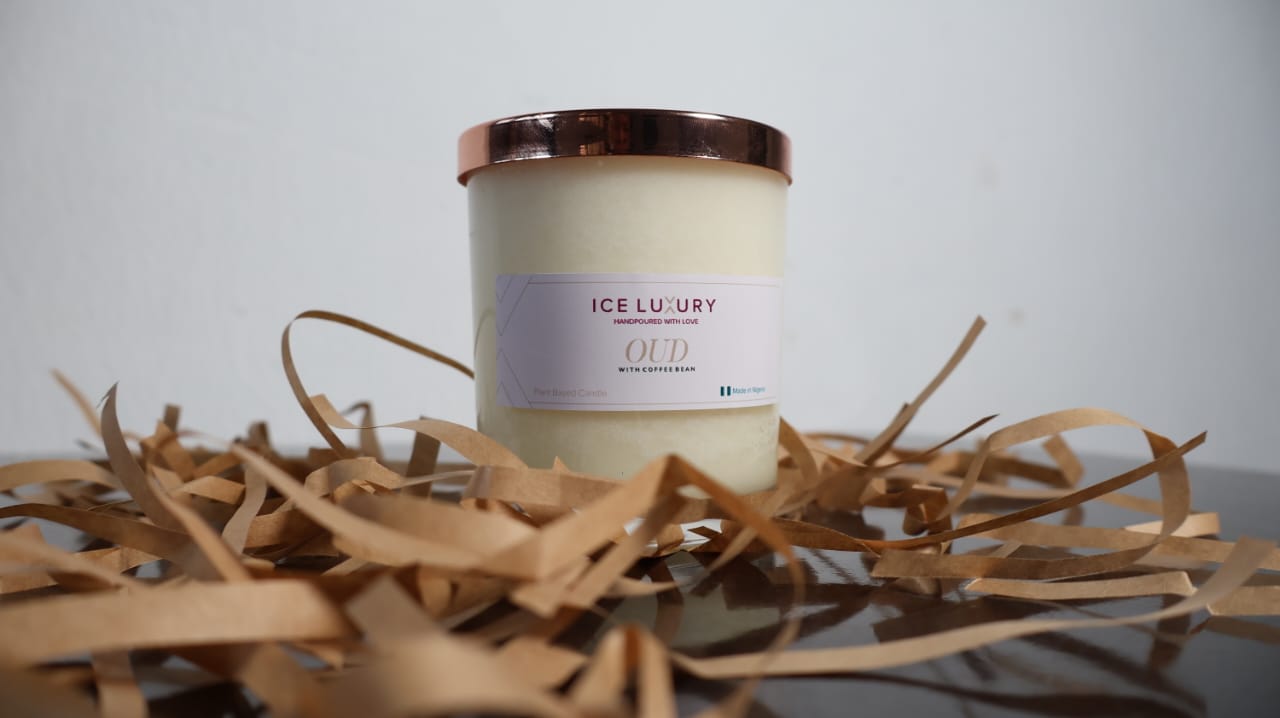 ICE LUXURY
HANDPOURED WITH LOVE
OUD
WITH COFFEE BEAN
Plant Based Candle
Made in Nigeria